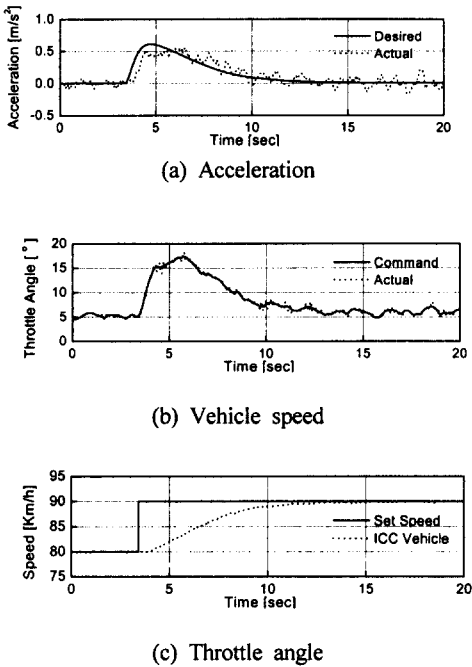 Acceleration [m/s²]
1.0
0.5
0.0
-0.5
Desired
Actual
0 5 10 15 20
Time [sec]
(a) Acceleration
Throttle Angle [°]
20
15
10
5
0
Command
Actual
0 5 10 15 20
Time [sec]
(b) Vehicle speed
Speed [Km/h]
95
90
85
80
75
Set Speed
ICC Vehicle
0 5 10 15 20
Time [sec]
(c) Throttle angle